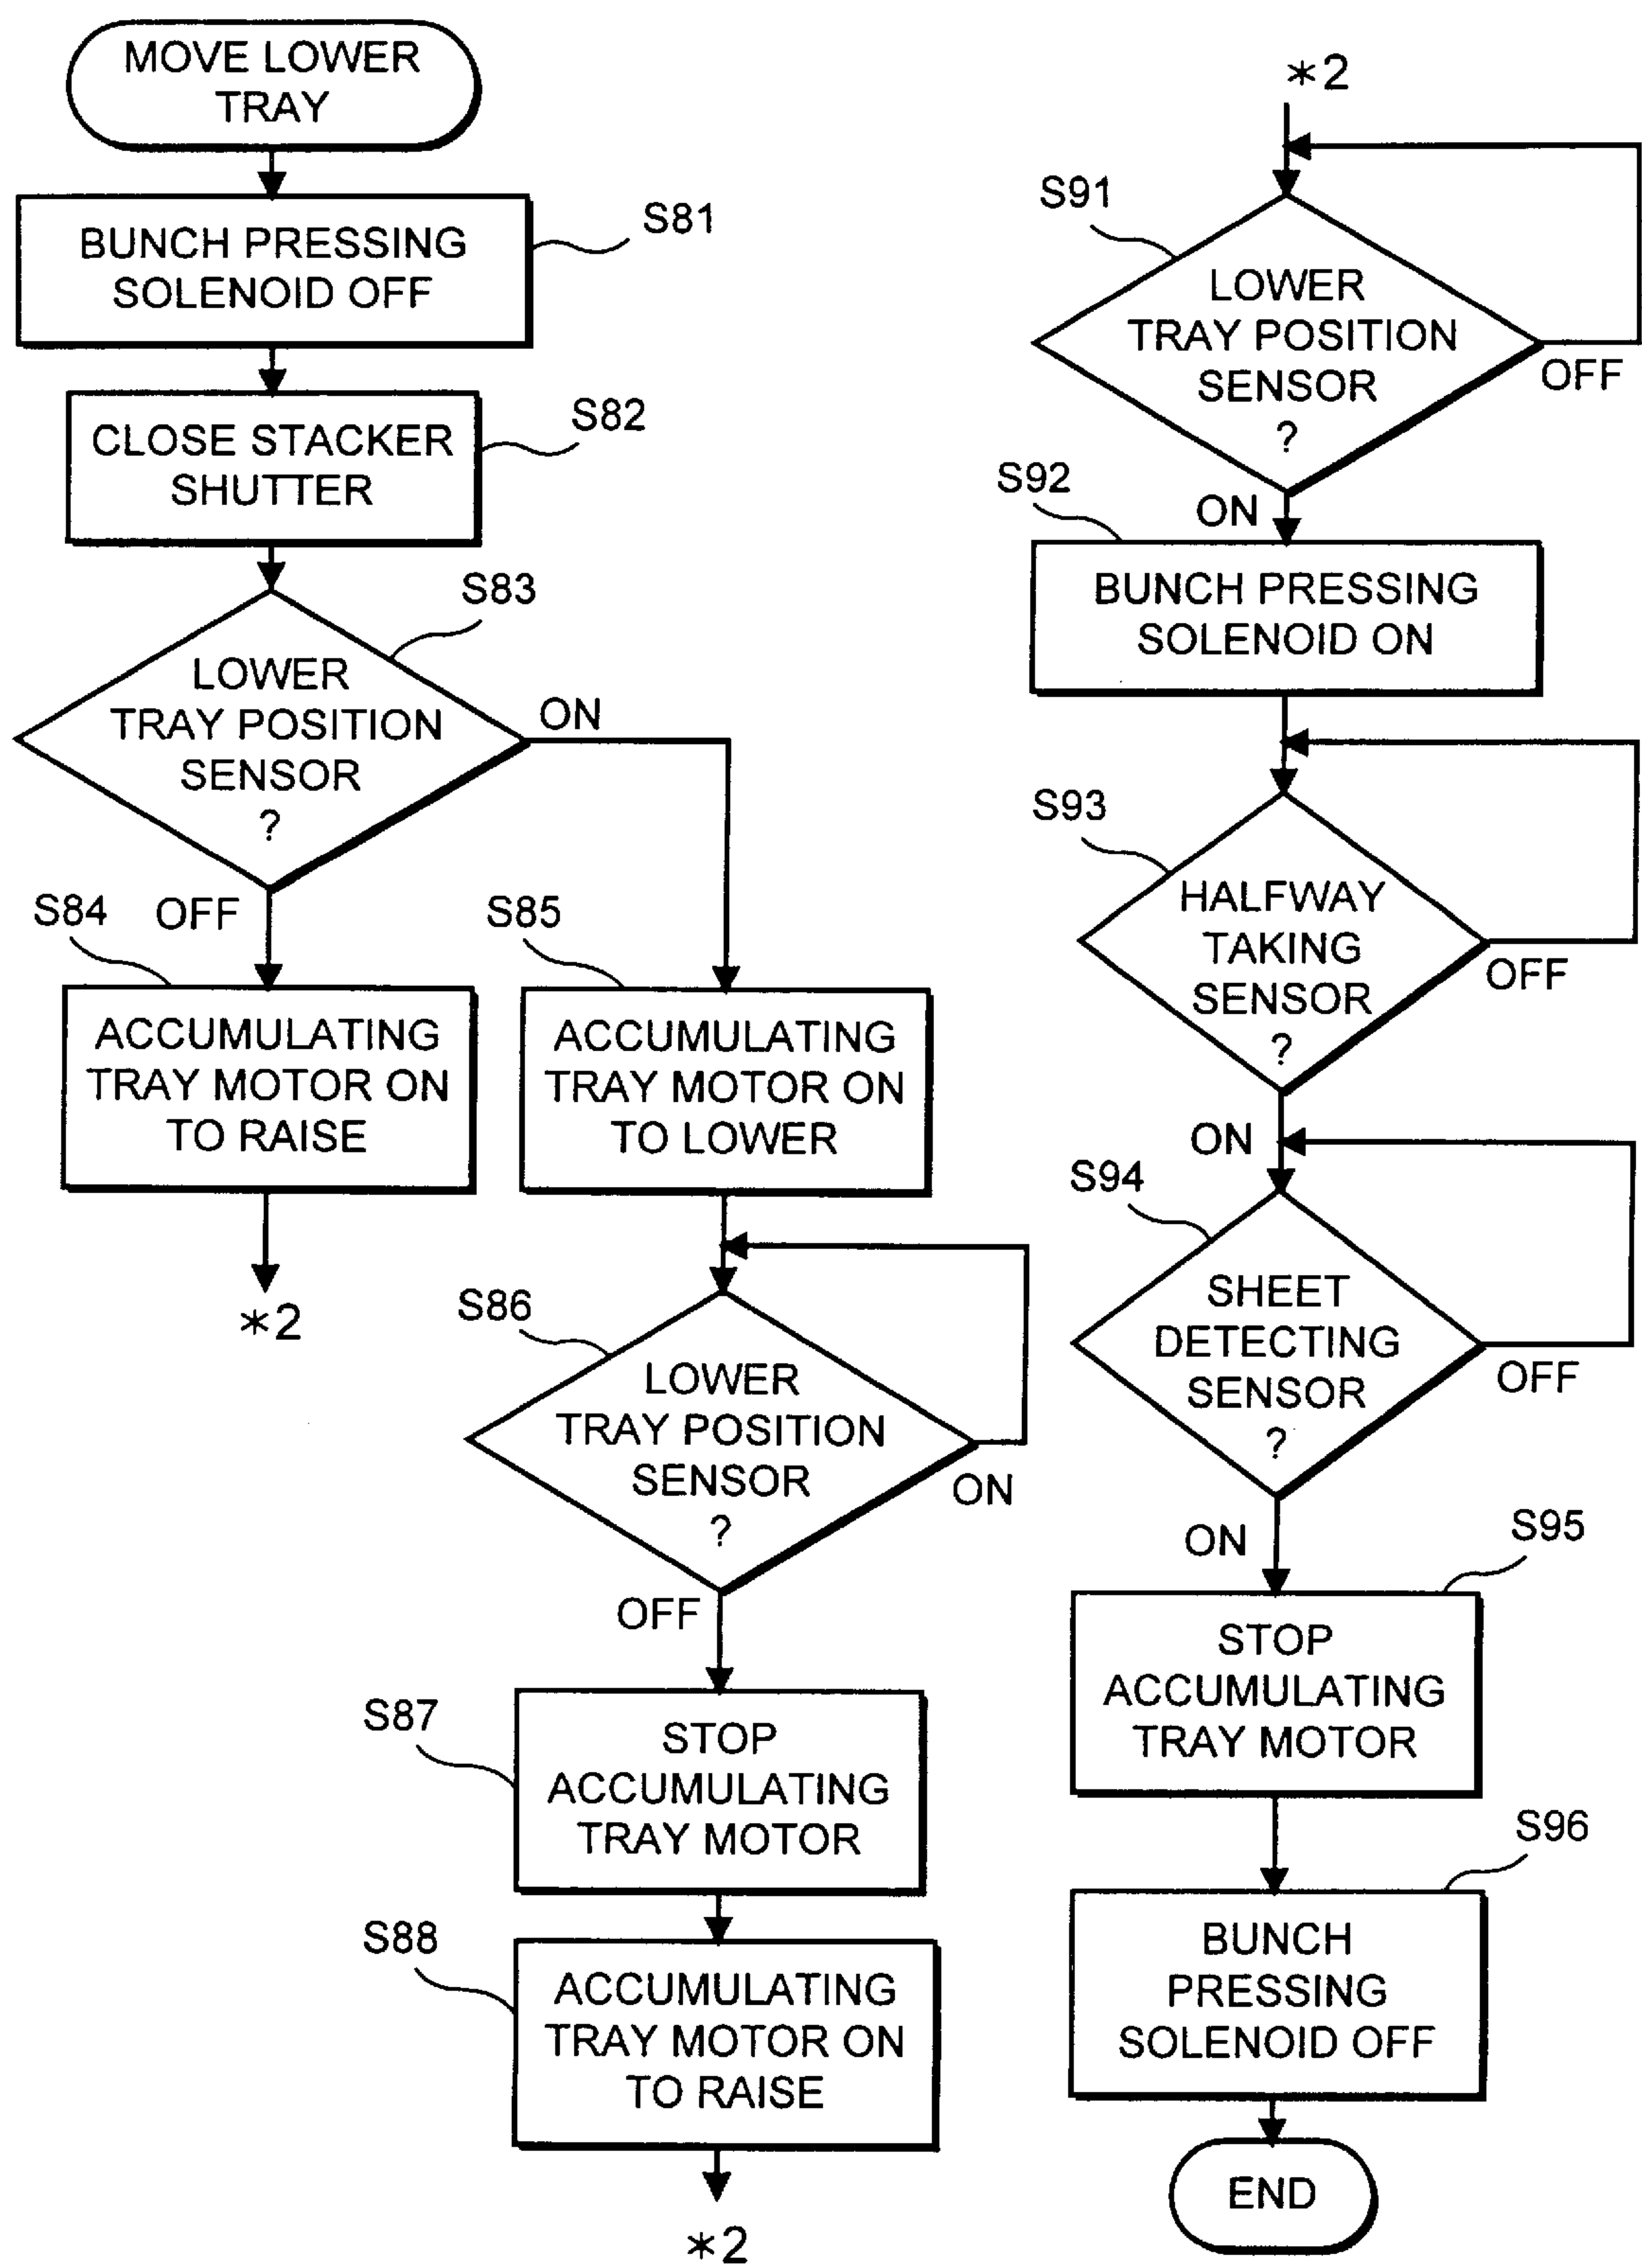 MOVE LOWER
TRAY
BUNCH PRESSING
SOLENOID OFF
S81
CLOSE STACKER
SHUTTER
S82
S83
LOWER
TRAY POSITION
SENSOR
?
ON
OFF
S84
ACCUMULATING
TRAY MOTOR ON
TO RAISE
*2
S85
ACCUMULATING
TRAY MOTOR ON
TO LOWER
S86
LOWER
TRAY POSITION
SENSOR
?
ON
OFF
S87
STOP
ACCUMULATING
TRAY MOTOR
S88
ACCUMULATING
TRAY MOTOR ON
TO RAISE
*2
*2
S91
LOWER
TRAY POSITION
SENSOR
?
OFF
ON
S92
BUNCH PRESSING
SOLENOID ON
S93
HALFWAY
TAKING
SENSOR
?
OFF
ON
S94
SHEET
DETECTING
SENSOR
?
OFF
ON
S95
STOP
ACCUMULATING
TRAY MOTOR
S96
BUNCH
PRESSING
SOLENOID OFF
END